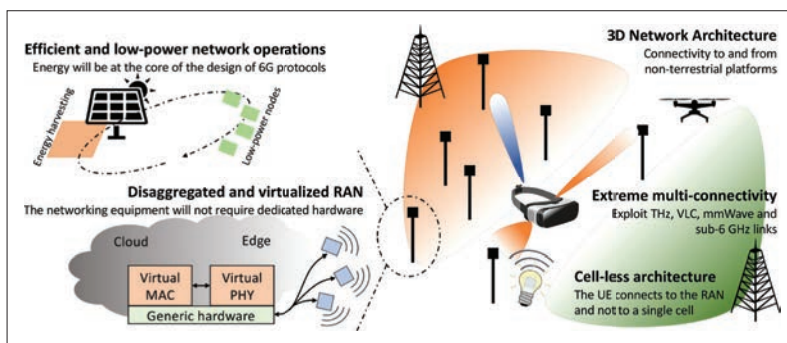 Efficient and low-power network operations
Energy will be at the core of the design of 6G protocols
Energy harvesting
Low-power nodes
Disaggregated and virtualized RAN
The networking equipment will not require dedicated hardware
Cloud
Edge
Virtual
MAC
Virtual
PHY
Generic hardware
3D Network Architecture
Connectivity to and from
non-terrestrial platforms
Extreme multi-connectivity
Exploit THz, VLC, mmWave and
sub-6 GHz links
Cell-less architecture
The UE connects to the RAN
and not to a single cell